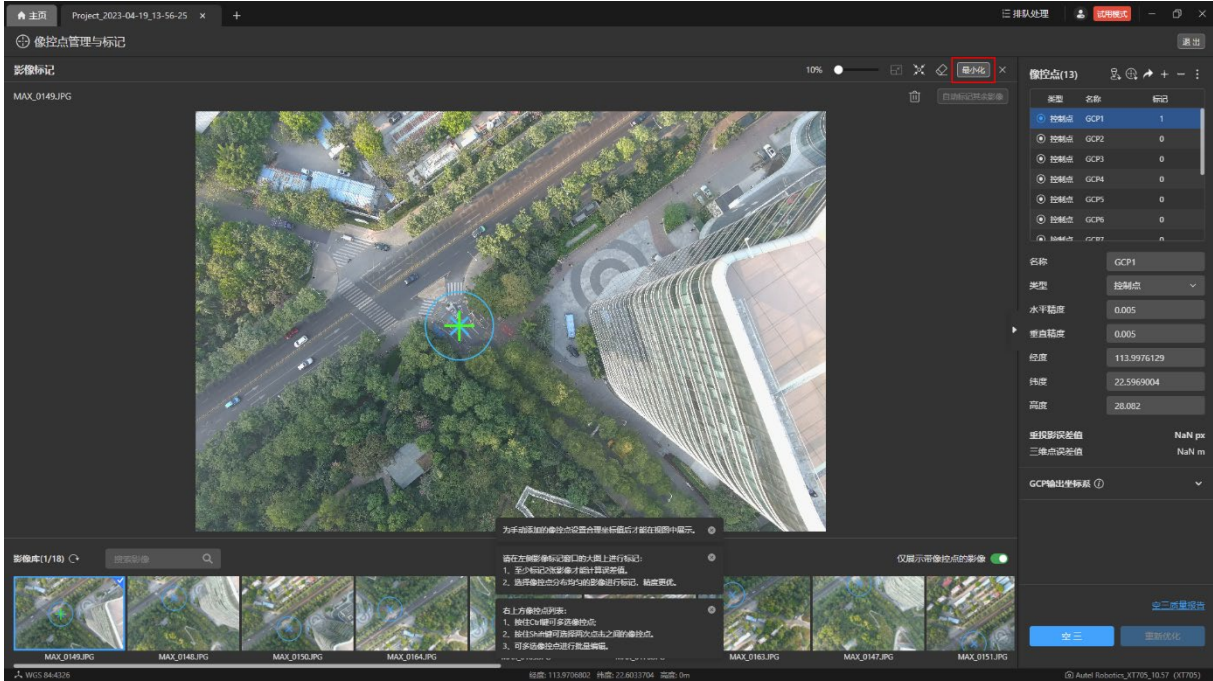 主页
Project_2023-04-19_13-56-25 × +
排队处理
试用模式
像控点管理与标记
退出
影像标记
10%
最小化
MAX_0149.JPG
自动标记其余影像
像控点(13)
类型 名称 标记
控制点 GCP1 1
控制点 GCP2 0
控制点 GCP3 0
控制点 GCP4 0
控制点 GCP5 0
控制点 GCP6 0
控制点 GCP7 0
名称 GCP1
类型 控制点
水平精度 0.005
垂直精度 0.005
经度 113.9976129
纬度 22.5969004
高度 28.082
重投影误差值 NaN px
三维点误差值 NaN m
GCP输出坐标系
为手动添加的像控点设置合理坐标值后才能在视图中展示。
影像库(1/18)
搜索影像
请在左侧影像标记窗口的大图上进行标记:
1、至少标记2张影像才能计算误差值。
2、选择像控点分布均匀的影像进行标记，精度更优。
仅展示带像控点的影像
右上方像控点列表:
1、按住Ctrl键可多选像控点;
2、按住Shift键可选择两次点击之间的像控点。
3、可多选像控点进行批量编辑。
MAX_0149.JPG
MAX_0148.JPG
MAX_0150.JPG
MAX_0164.JPG
MAX_0163.JPG
MAX_0147.JPG
MAX_0151.JPG
空三质量报告
空三
重新优化
WGS 84:4326
经度: 113.9706802 纬度: 22.6033704 高度: 0m
Autel Robotics_XT705_10.57 (XT705)